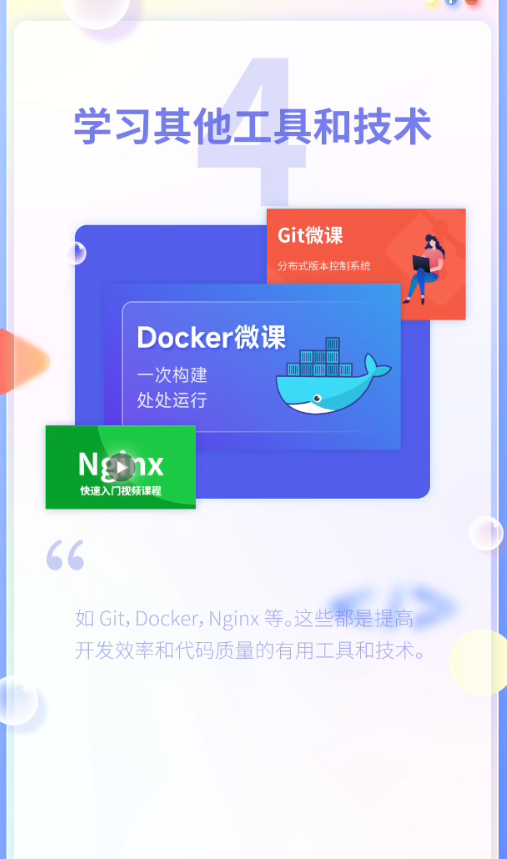 4
学习其他工具和技术
Git微课
分布式版本控制系统
Docker微课
一次构建
处处运行
Nginx
快速入门视频课程
“
如 Git, Docker, Nginx 等。这些都是提高
开发效率和代码质量的有用工具和技术。